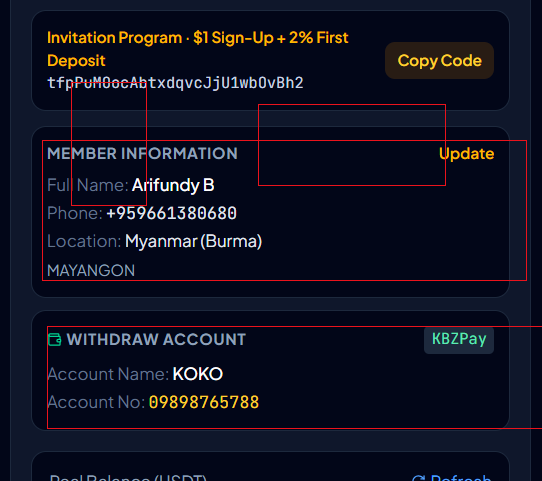 Invitation Program · $1 Sign-Up + 2% First
Deposit
Copy Code
MEMBER INFORMATION
Update
Full Name: Arifundy B
Phone: +959661380680
Location: Myanmar (Burma)
MAYANGON
WITHDRAW ACCOUNT
KBZPay
Account Name: KOKO
Account No: 09898765788
Refresh